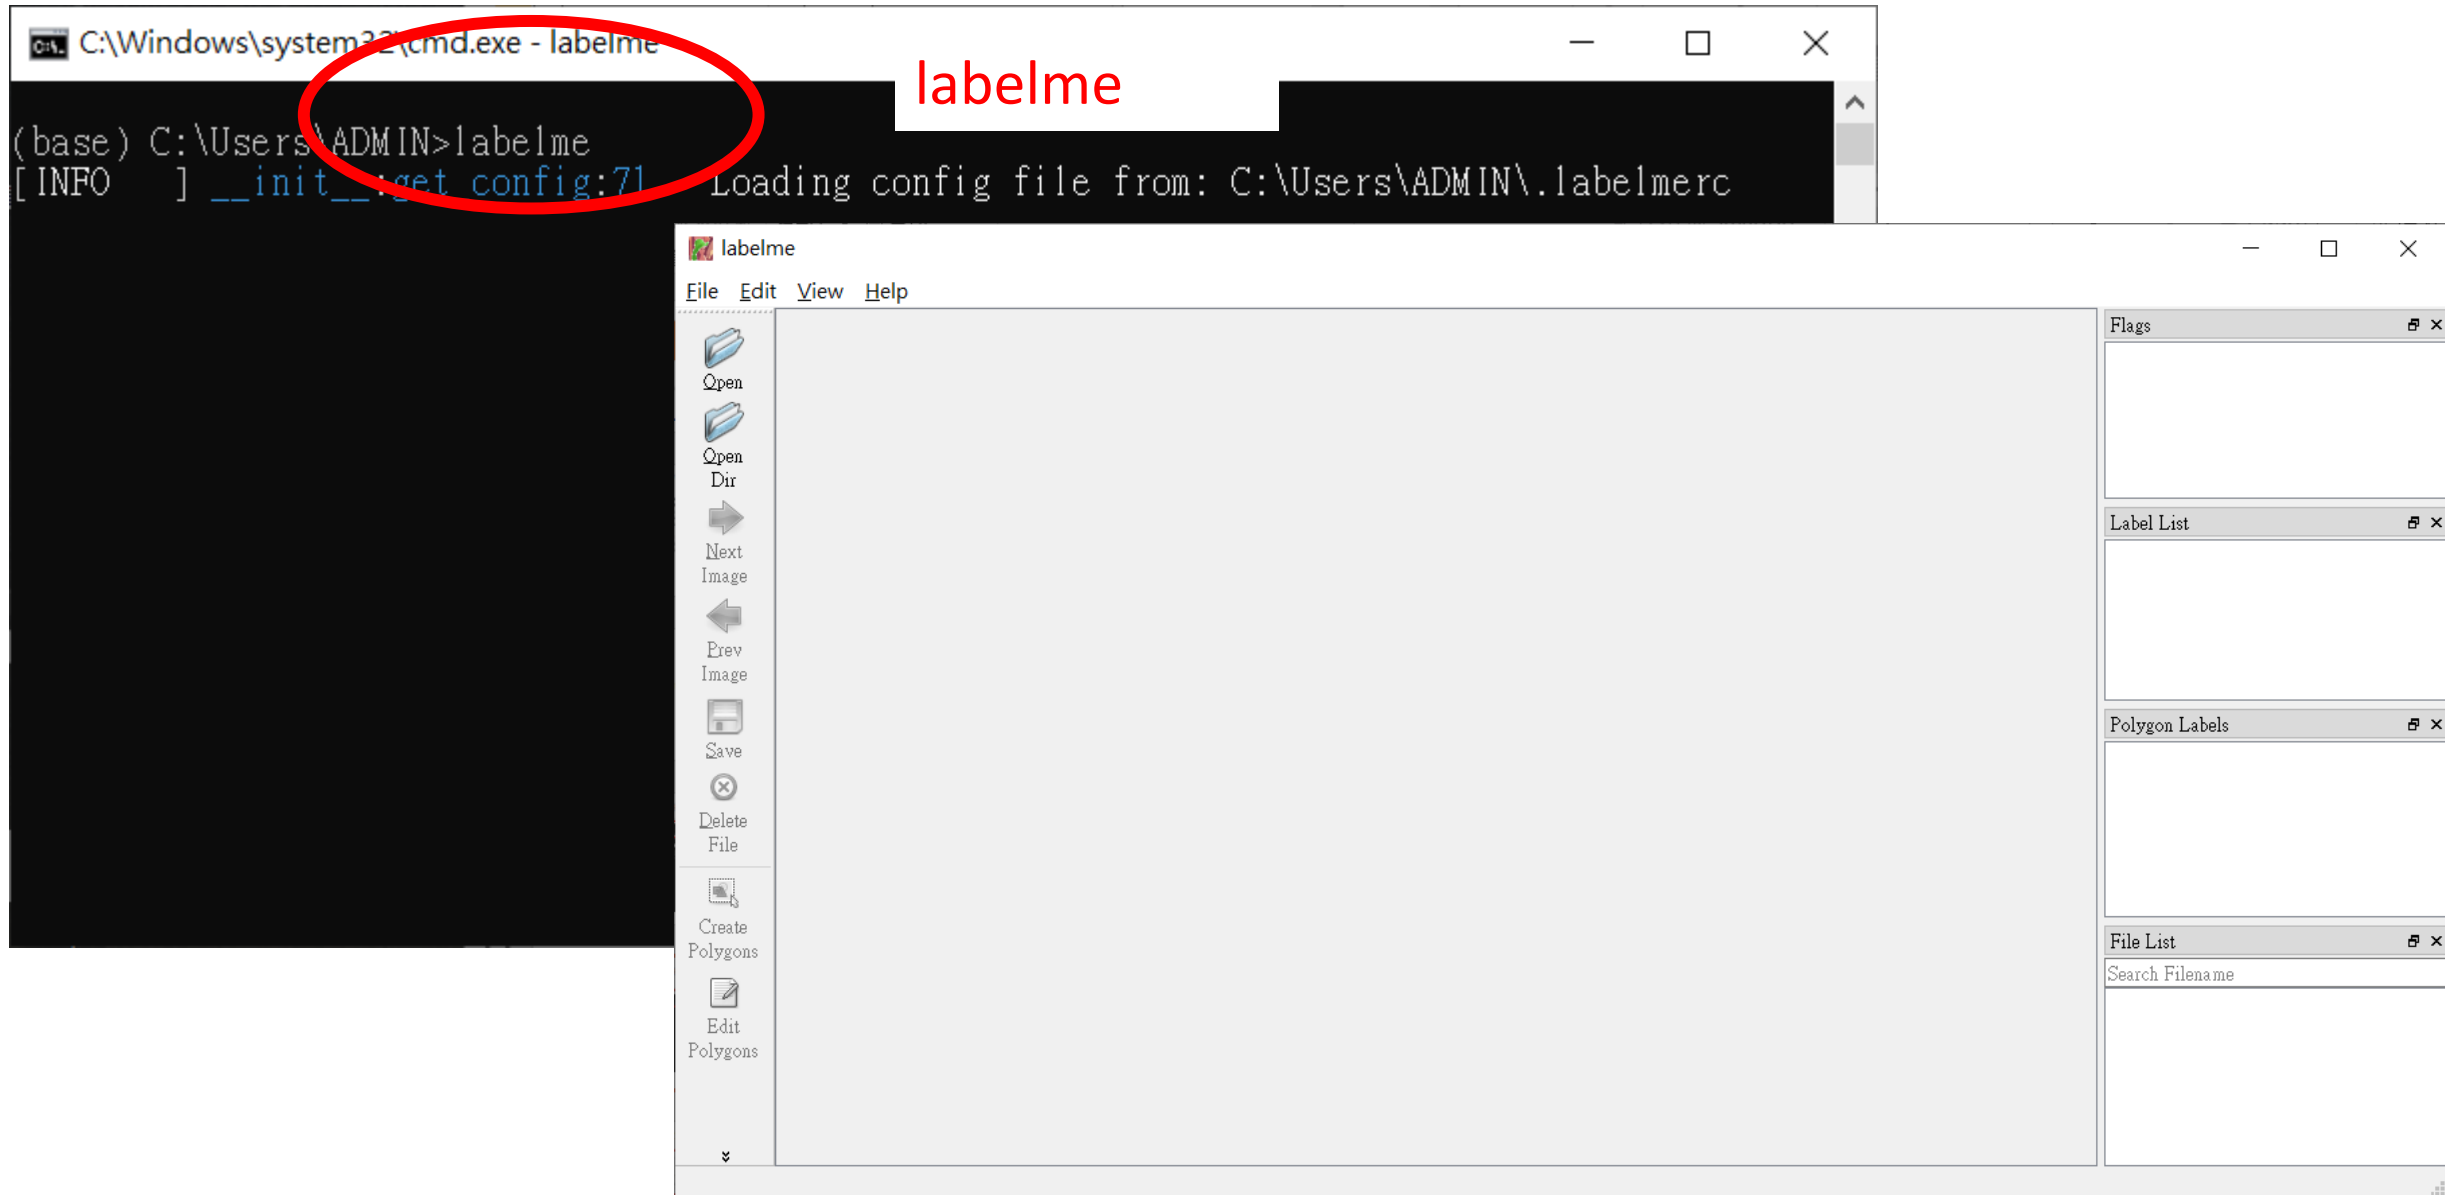 C:\Windows\system32\cmd.exe - labelme
labelme
(base) C:\Users\ADMIN>labelme
[INFO   ] __init__:get_config:71 - Loading config file from: C:\Users\ADMIN\.labelmerc
labelme
File Edit View Help
Open
Open
Dir
Next
Image
Prev
Image
Save
Delete
File
Create
Polygons
Edit
Polygons
Flags
Label List
Polygon Labels
File List
Search Filename